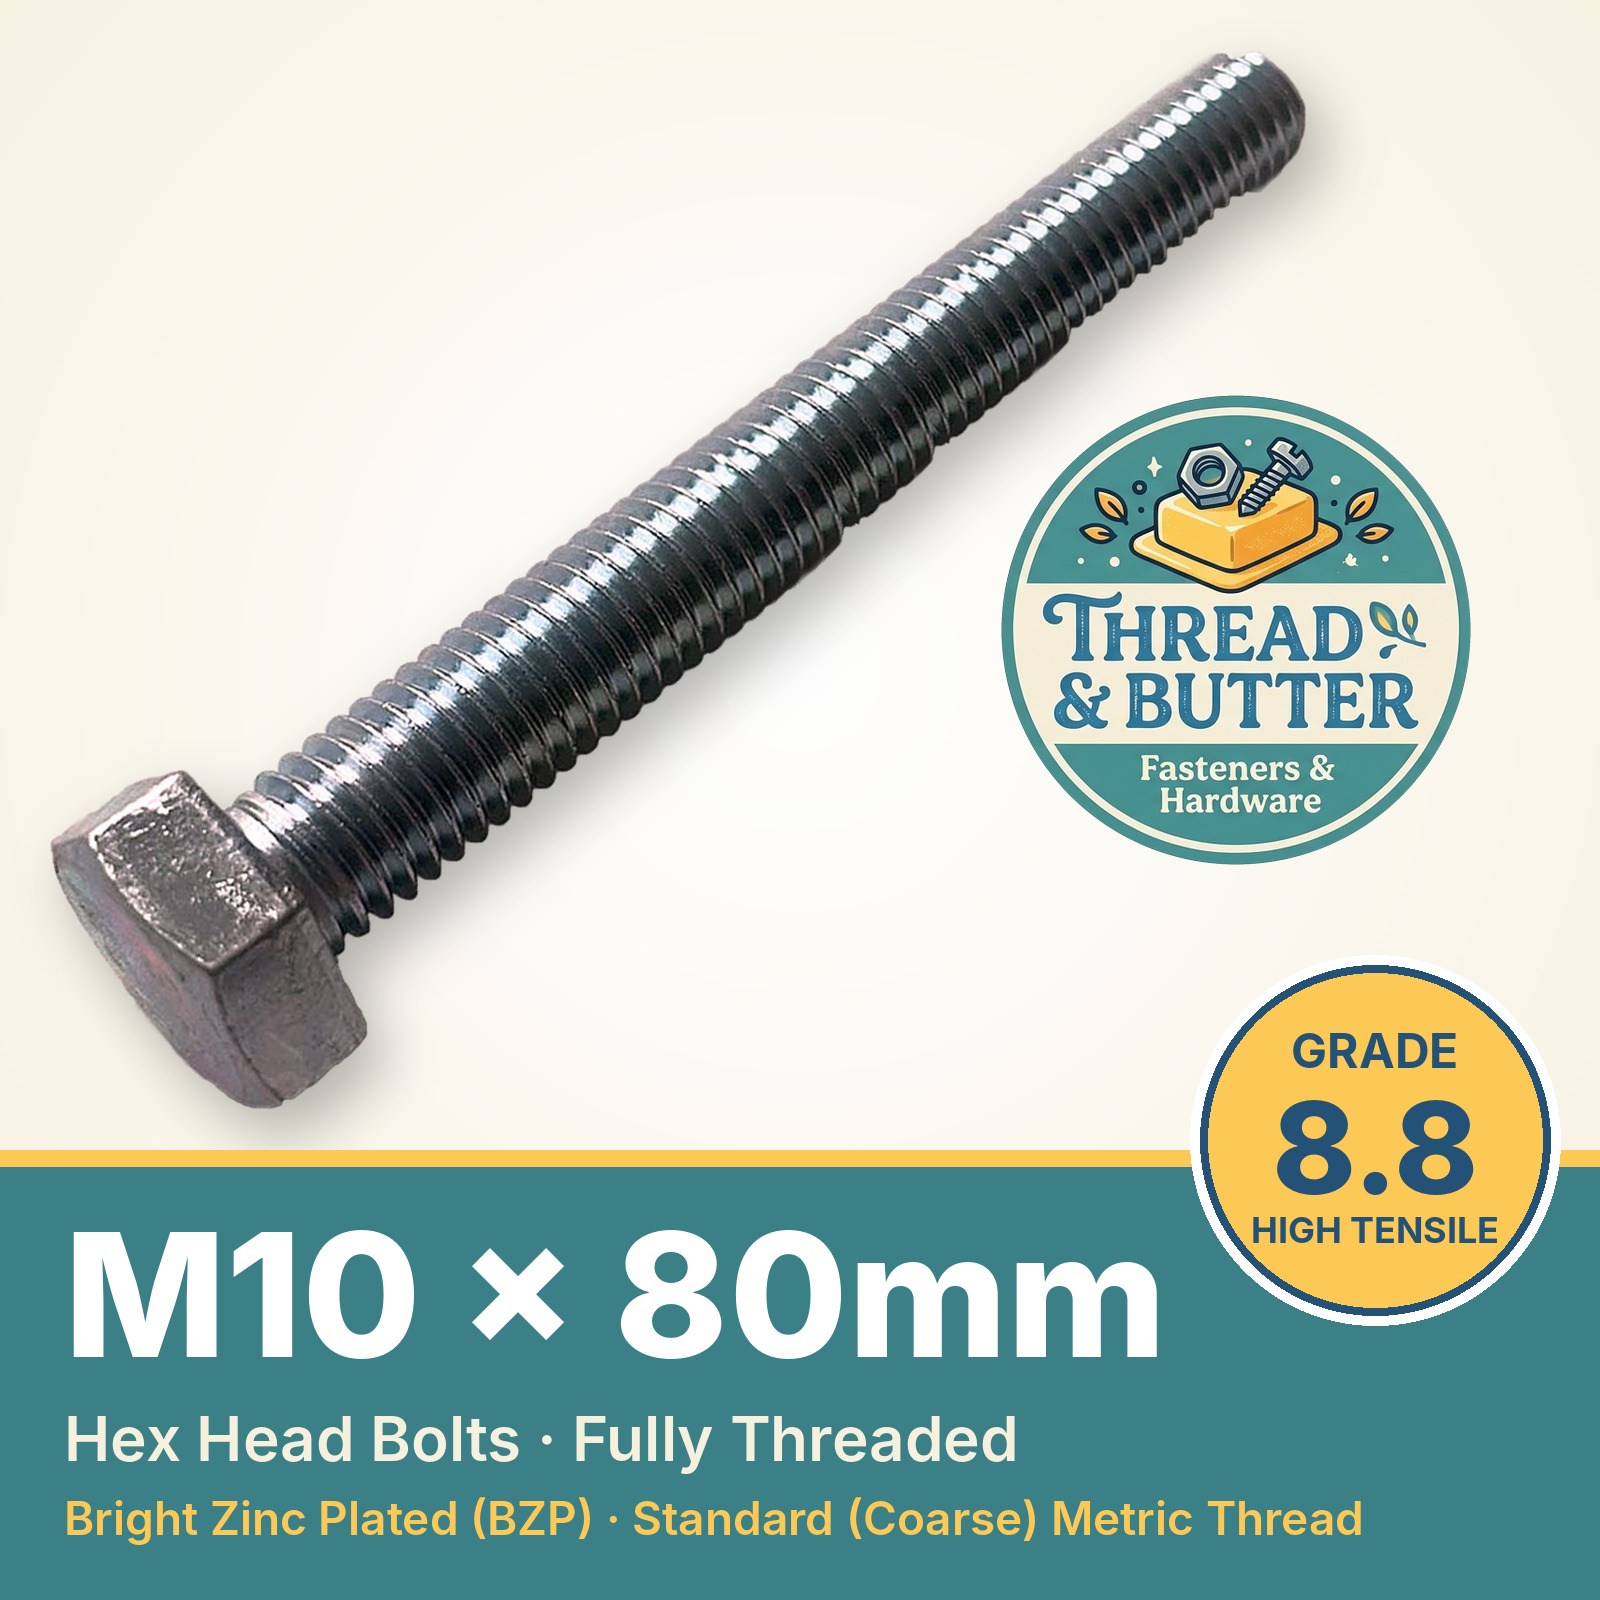 THREAD
& BUTTER
Fasteners &
Hardware
GRADE
8.8
HIGH TENSILE
M10 × 80mm
Hex Head Bolts · Fully Threaded
Bright Zinc Plated (BZP) · Standard (Coarse) Metric Thread